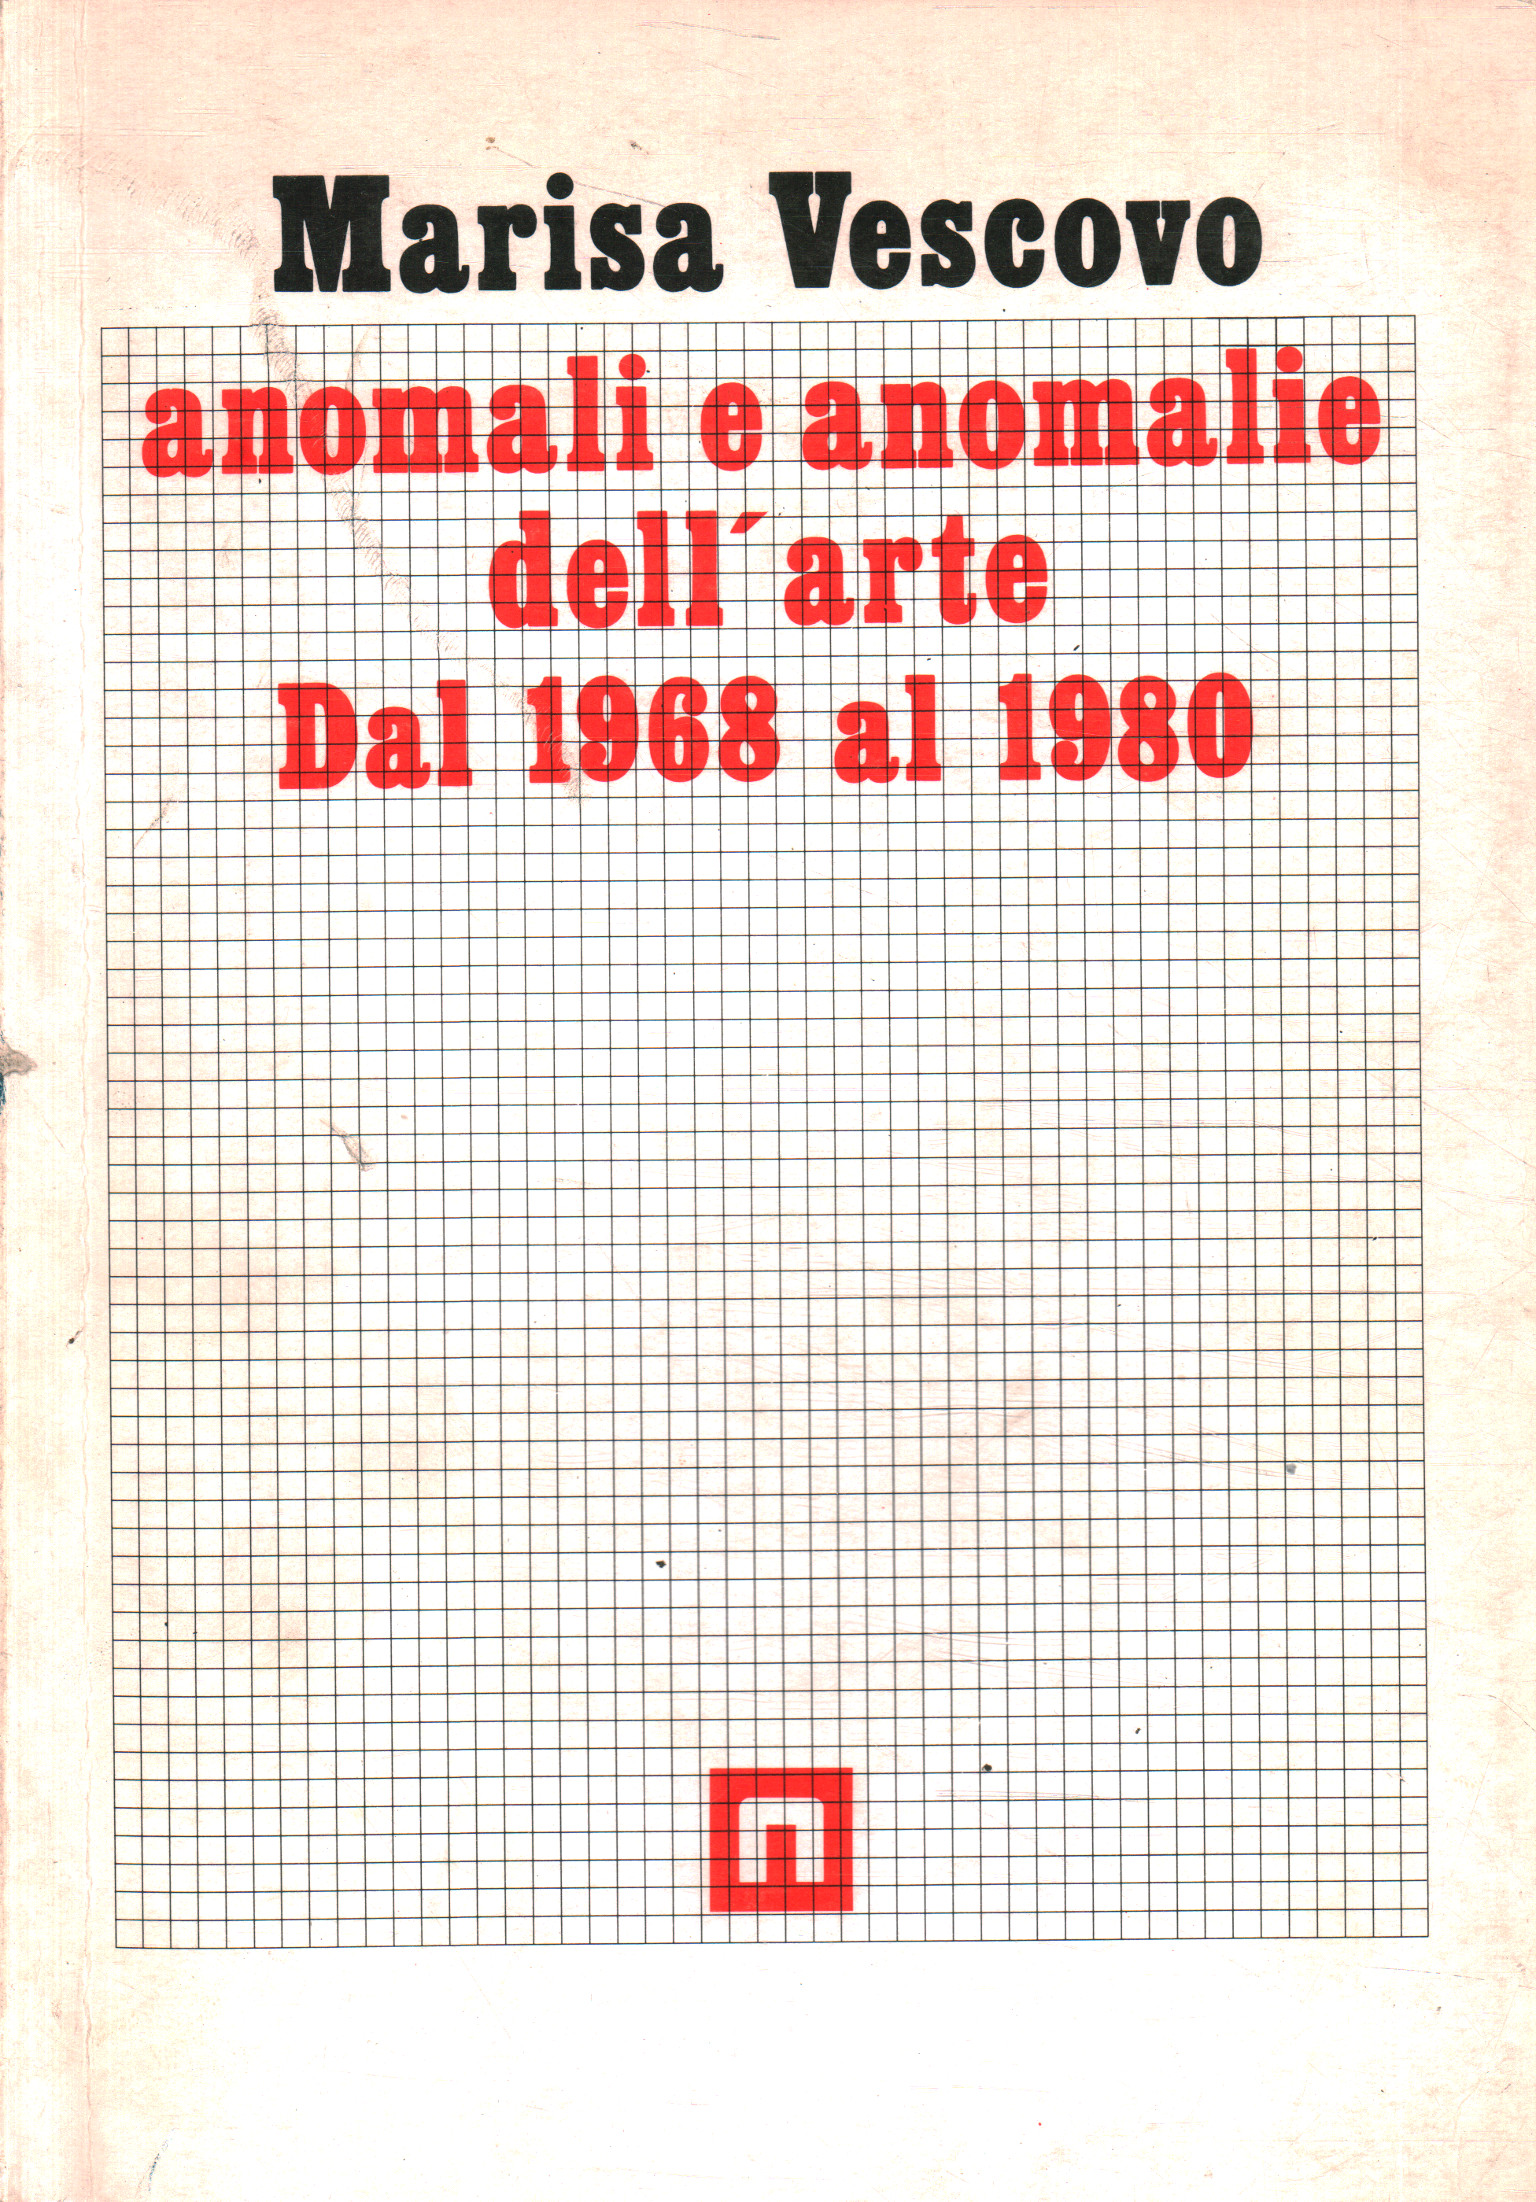 Marisa Vescovo
anomali e anomalie
dell´arte
Dal 1968 al 1980